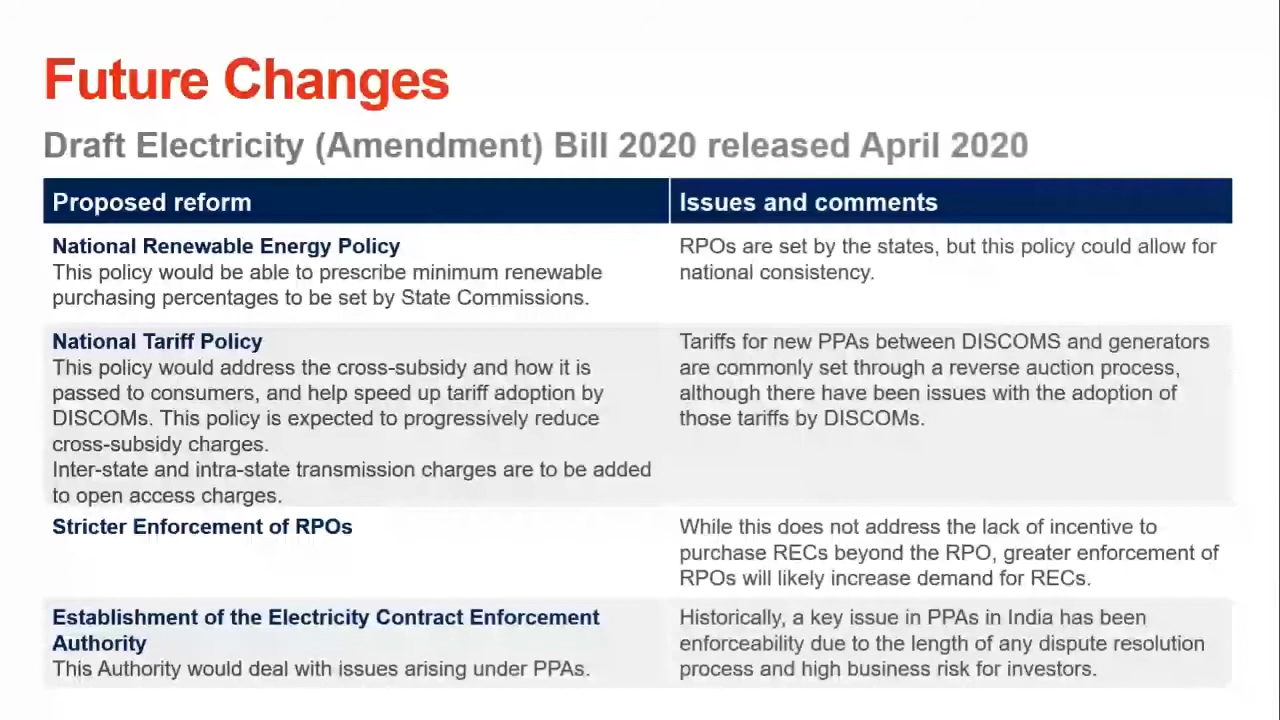 Future Changes
Draft Electricity (Amendment) Bill 2020 released April 2020
Proposed reform
Issues and comments
National Renewable Energy Policy
This policy would be able to prescribe minimum renewable
purchasing percentages to be set by State Commissions.
RPOs are set by the states, but this policy could allow for
national consistency.
National Tariff Policy
This policy would address the cross-subsidy and how it is
passed to consumers, and help speed up tariff adoption by
DISCOMs. This policy is expected to progressively reduce
cross-subsidy charges.
Inter-state and intra-state transmission charges are to be added
to open access charges.
Tariffs for new PPAs between DISCOMS and generators
are commonly set through a reverse auction process,
although there have been issues with the adoption of
those tariffs by DISCOMs.
Stricter Enforcement of RPOs
While this does not address the lack of incentive to
purchase RECs beyond the RPO, greater enforcement of
RPOs will likely increase demand for RECs.
Establishment of the Electricity Contract Enforcement
Authority
This Authority would deal with issues arising under PPAs.
Historically, a key issue in PPAs in India has been
enforceability due to the length of any dispute resolution
process and high business risk for investors.